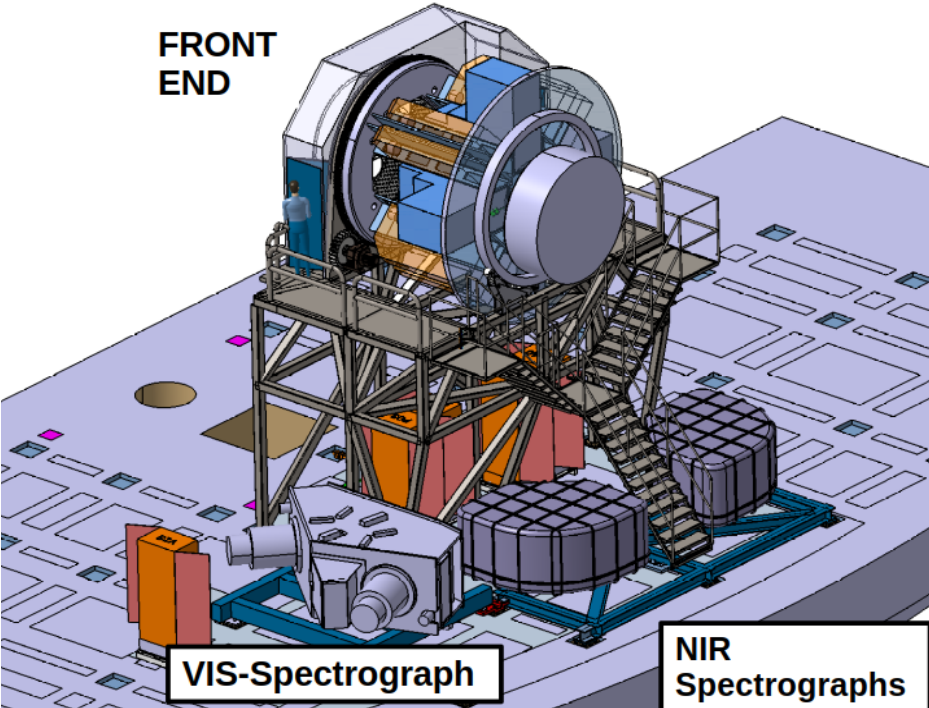 FRONT
END
VIS-Spectrograph
NIR
Spectrographs